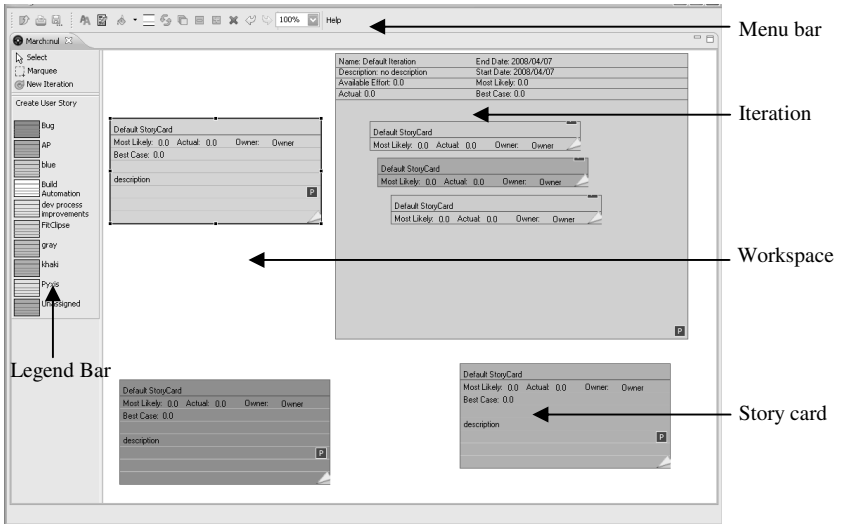 100%
Help
Menu bar
March:nul
Select
Marquee
New Iteration
Create User Story
Bug
AP
blue
Build
Automation
dev process
improvements
FitClipse
gray
khaki
Pyxis
Unassigned
Legend Bar
Name: Default Iteration End Date: 2008/04/07
Description: no description Start Date: 2008/04/07
Available Effort: 0.0 Most Likely: 0.0
Actual: 0.0 Best Case: 0.0
Iteration
Default StoryCard
Most Likely: 0.0 Actual: 0.0 Owner: Owner
Default StoryCard
Most Likely: 0.0 Actual: 0.0 Owner: Owner
Default StoryCard
Most Likely: 0.0 Actual: 0.0 Owner: Owner
P
Default StoryCard
Most Likely: 0.0 Actual: 0.0 Owner: Owner
Best Case: 0.0
description
P
Workspace
Default StoryCard
Most Likely: 0.0 Actual: 0.0 Owner: Owner
Best Case: 0.0
description
P
Default StoryCard
Most Likely: 0.0 Actual: 0.0 Owner: Owner
Best Case: 0.0
description
P
Story card